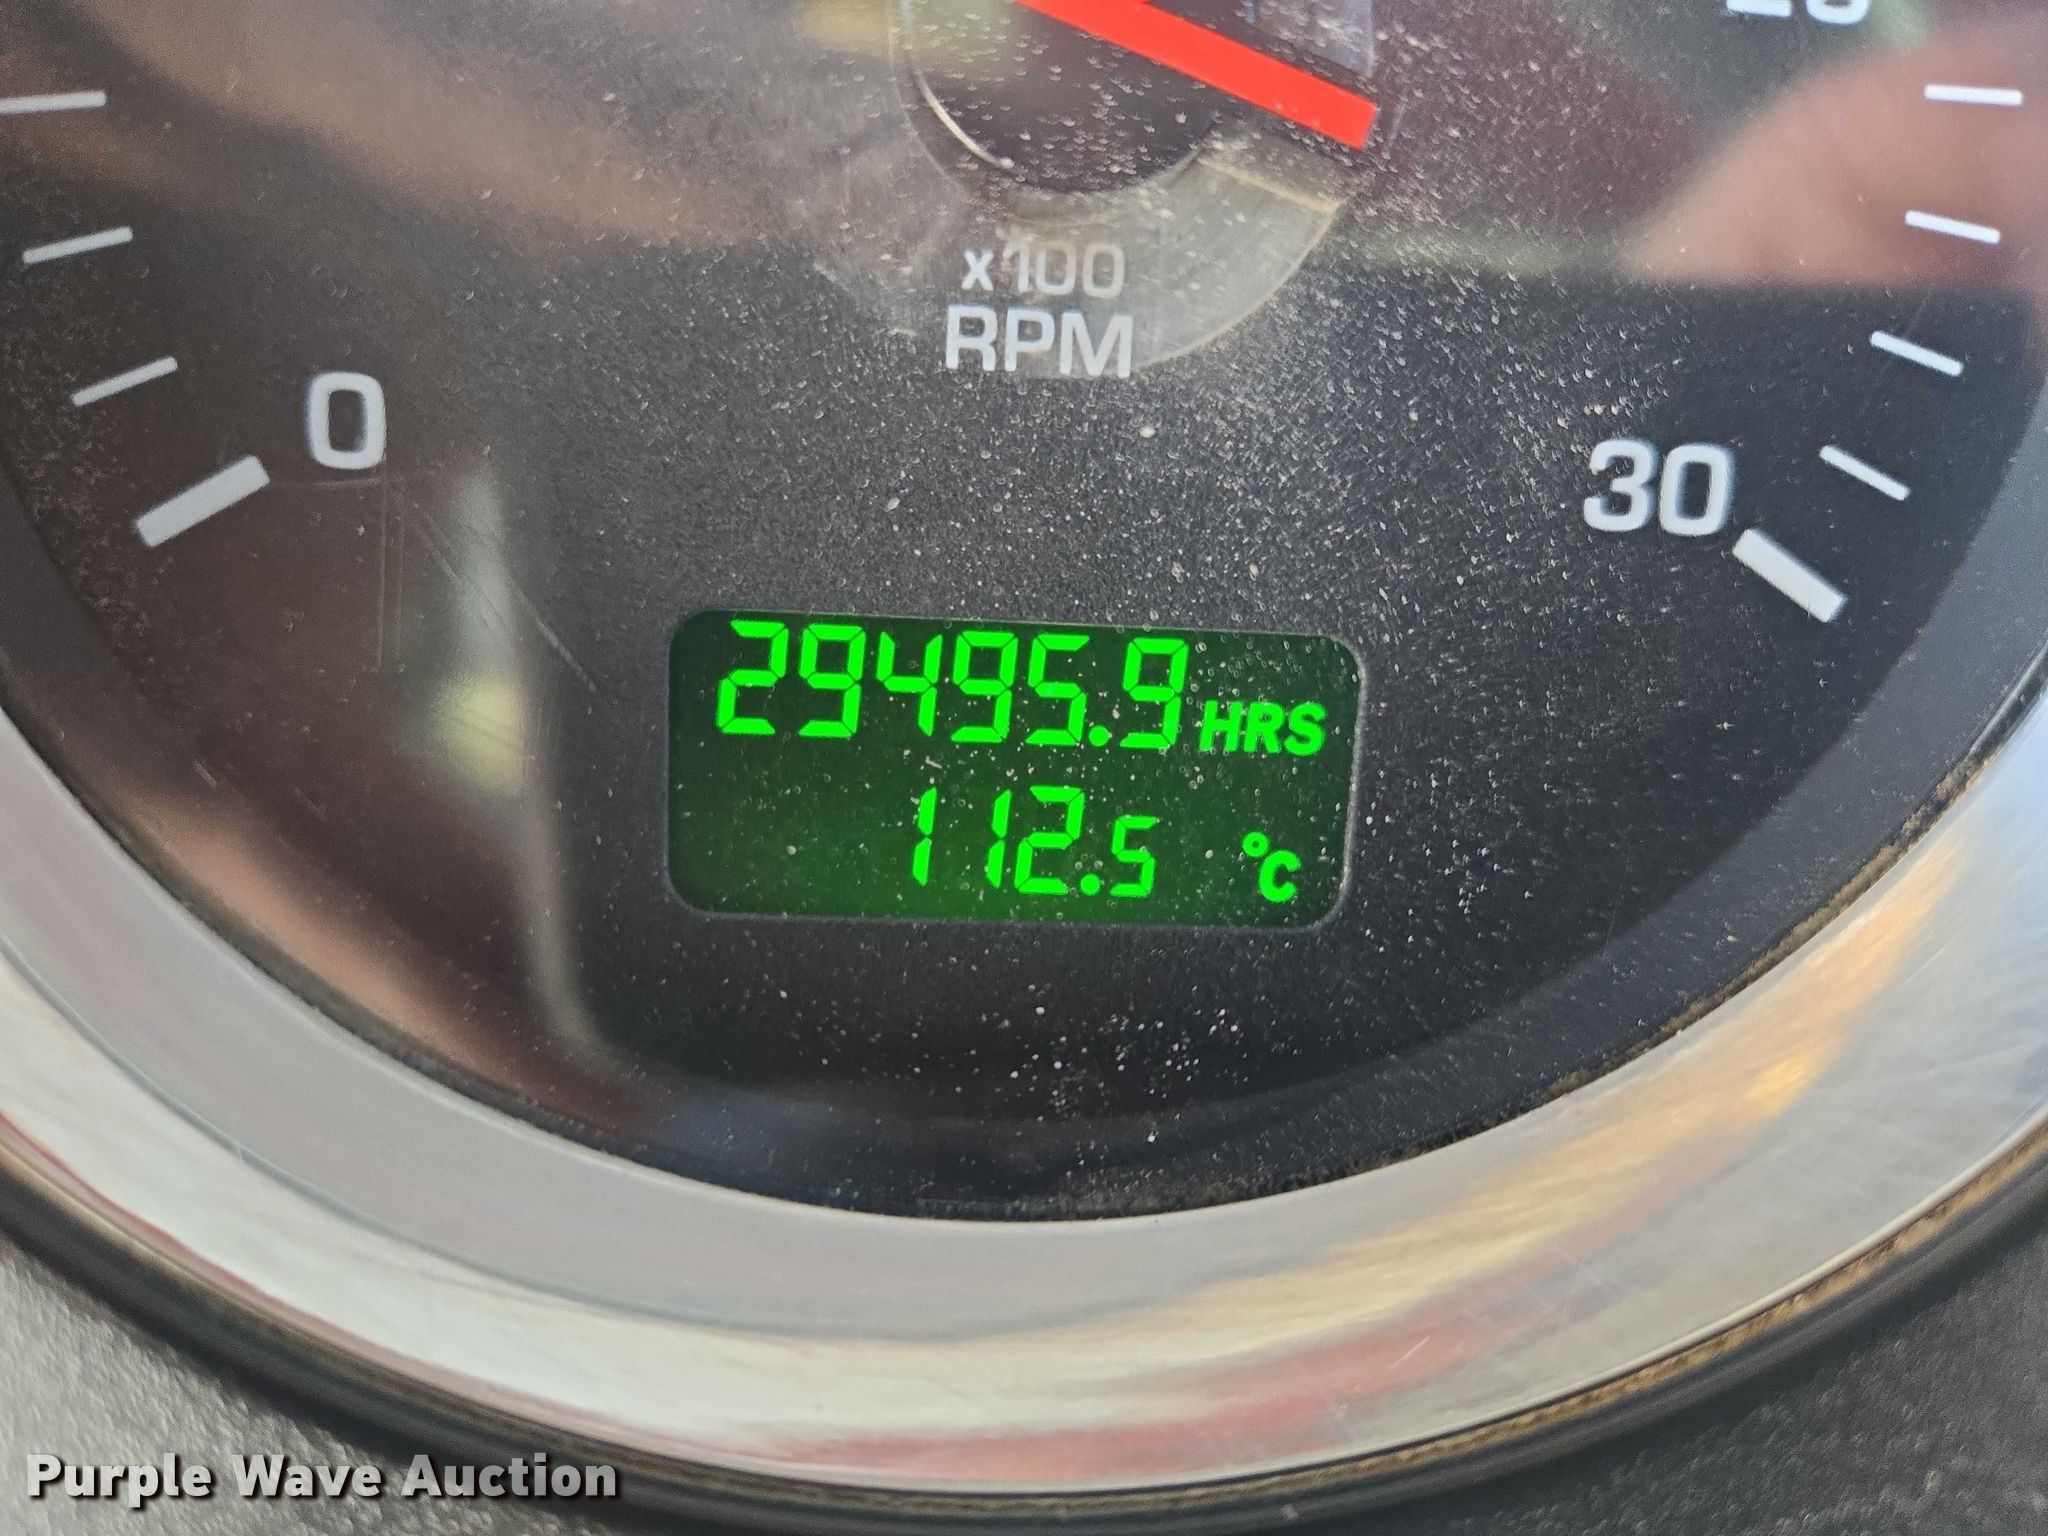 x100
RPM
0
30
29495.9 HRS
112.5 °C
Purple Wave Auction